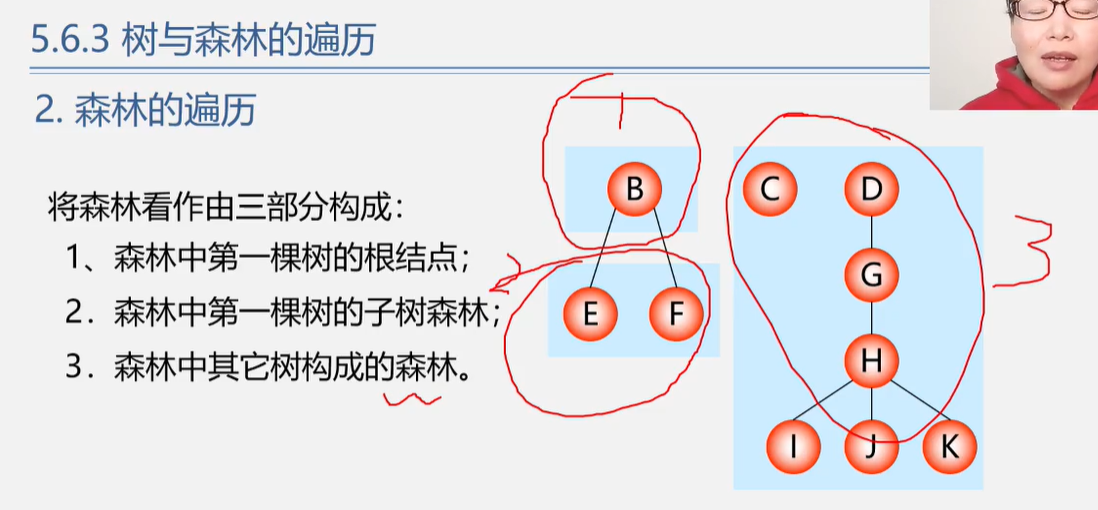 5.6.3 树与森林的遍历
2. 森林的遍历
将森林看作由三部分构成：
1、森林中第一棵树的根结点；
2．森林中第一棵树的子树森林；
3．森林中其它树构成的森林。
1
2
3
B
C
D
G
E
F
H
I
J
K